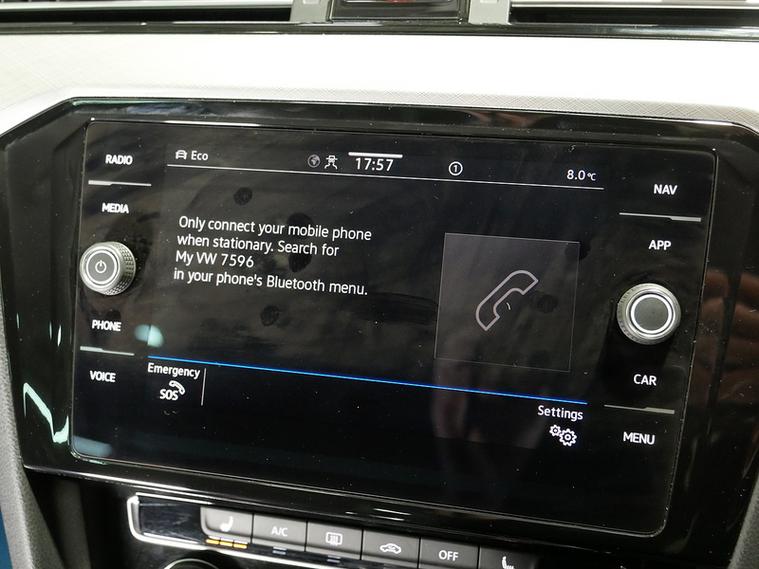 RADIO
MEDIA
PHONE
VOICE
Eco
17:57
1
8.0 °C
NAV
APP
CAR
MENU
Only connect your mobile phone
when stationary. Search for
My VW 7596
in your phone's Bluetooth menu.
Emergency
SOS
Settings
A/C
OFF